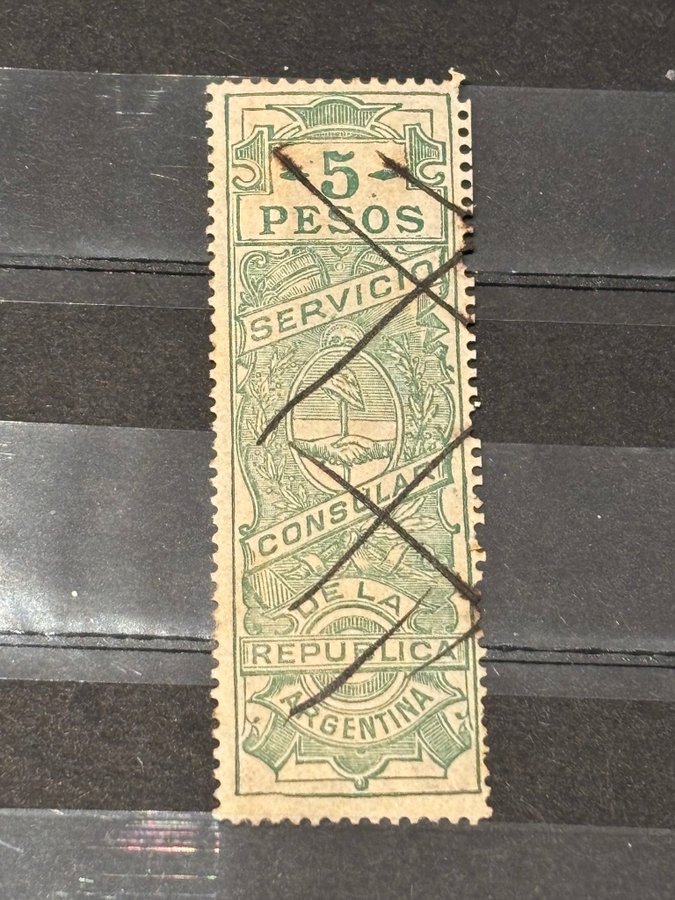 - 5 -
PESOS
SERVICIO
CONSULAR
DE LA
REPUBLICA
ARGENTINA